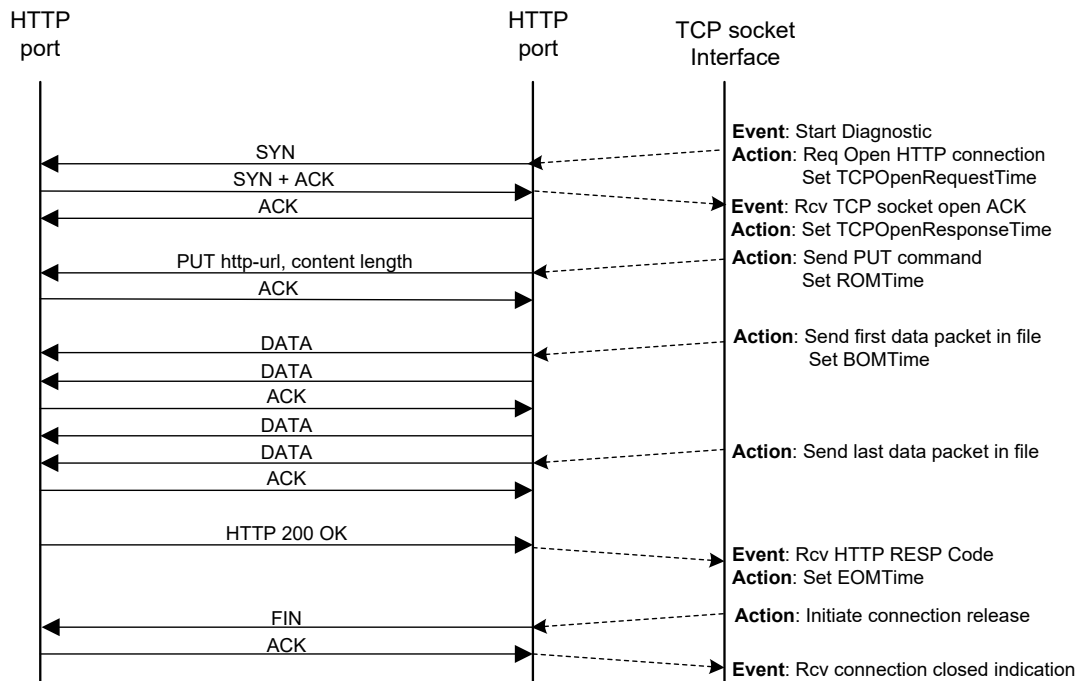 HTTP
port
HTTP
port
TCP socket
Interface
Event: Start Diagnostic
SYN
Action: Req Open HTTP connection
Set TCPOpenRequestTime
SYN + ACK
Event: Rcv TCP socket open ACK
ACK
Action: Set TCPOpenResponseTime
PUT http-url, content length
Action: Send PUT command
Set ROMTime
ACK
Action: Send first data packet in file
DATA
Set BOMTime
DATA
ACK
DATA
DATA
Action: Send last data packet in file
ACK
HTTP 200 OK
Event: Rcv HTTP RESP Code
Action: Set EOMTime
FIN
Action: Initiate connection release
ACK
Event: Rcv connection closed indication